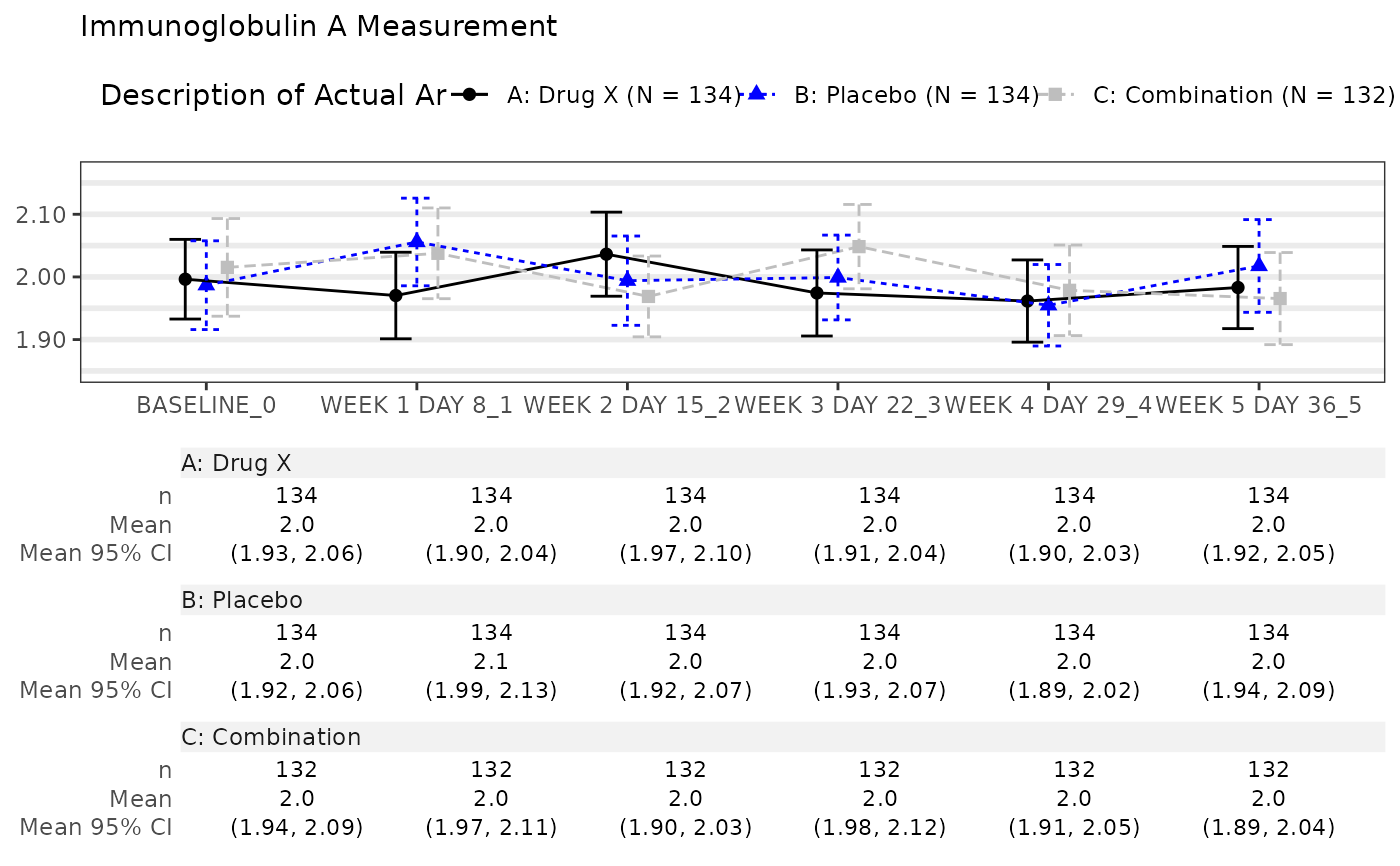 Immunoglobulin A Measurement
Description of Actual Ar A: Drug X (N = 134) B: Placebo (N = 134) C: Combination (N = 132)
2.10
2.00
1.90
BASELINE_0 WEEK 1 DAY 8_1 WEEK 2 DAY 15_2 WEEK 3 DAY 22_3 WEEK 4 DAY 29_4 WEEK 5 DAY 36_5
A: Drug X
n 134 134 134 134 134 134
Mean 2.0 2.0 2.0 2.0 2.0 2.0
Mean 95% CI (1.93, 2.06) (1.90, 2.04) (1.97, 2.10) (1.91, 2.04) (1.90, 2.03) (1.92, 2.05)
B: Placebo
n 134 134 134 134 134 134
Mean 2.0 2.1 2.0 2.0 2.0 2.0
Mean 95% CI (1.92, 2.06) (1.99, 2.13) (1.92, 2.07) (1.93, 2.07) (1.89, 2.02) (1.94, 2.09)
C: Combination
n 132 132 132 132 132 132
Mean 2.0 2.0 2.0 2.0 2.0 2.0
Mean 95% CI (1.94, 2.09) (1.97, 2.11) (1.90, 2.03) (1.98, 2.12) (1.91, 2.05) (1.89, 2.04)